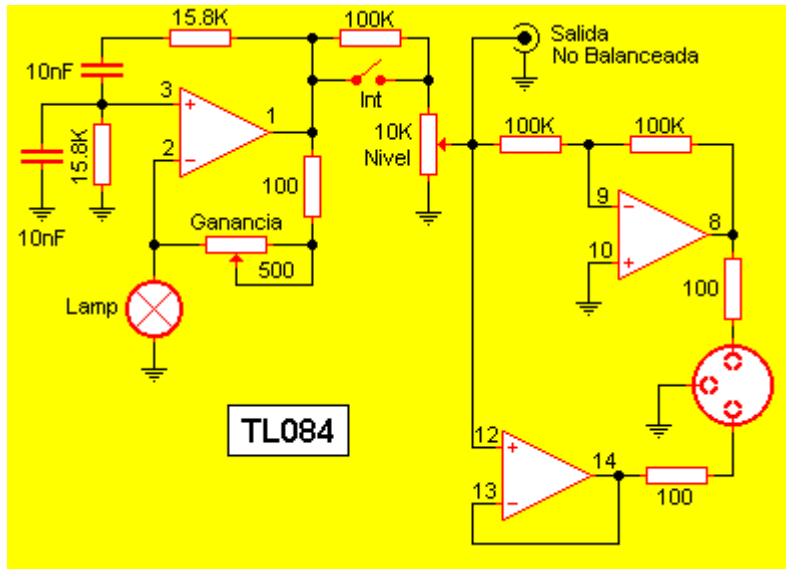 15.8K
100K
Salida
No Balanceada
10nF
Int
3
+
1
10K
Nivel
100K
100K
15.8K
2
−
100
9
−
8
Ganancia
10
+
10nF
500
100
Lamp
TL084
12
+
14
13
−
100